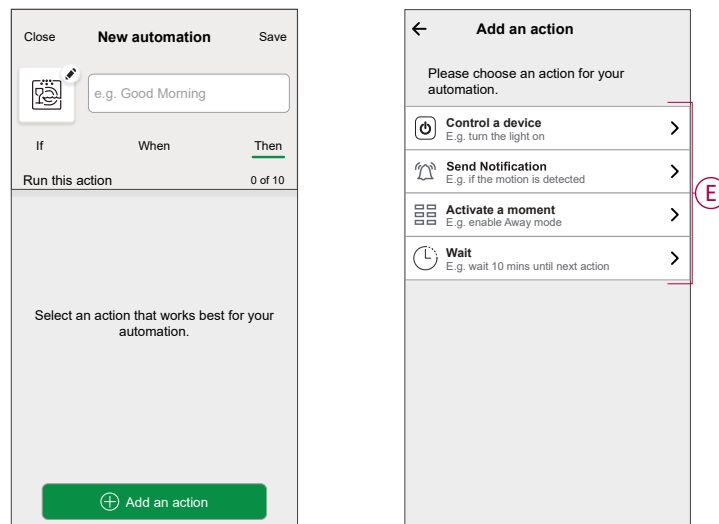 Close New automation Save
e.g. Good Morning
If When Then
Run this action 0 of 10
Select an action that works best for your
automation.
Add an action
Add an action
Please choose an action for your
automation.
Control a device
E.g. turn the light on
Send Notification
E.g. if the motion is detected
Activate a moment
E.g. enable Away mode
Wait
E.g. wait 10 mins until next action
E